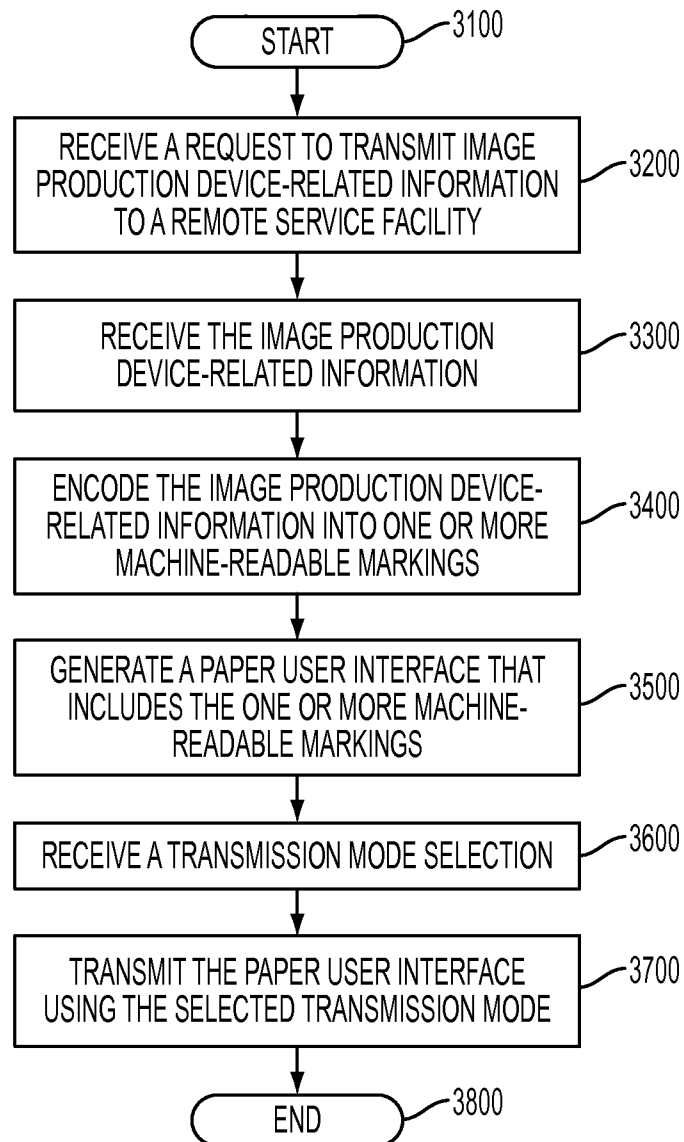 START
3100
RECEIVE A REQUEST TO TRANSMIT IMAGE
PRODUCTION DEVICE-RELATED INFORMATION
TO A REMOTE SERVICE FACILITY
3200
RECEIVE THE IMAGE PRODUCTION
DEVICE-RELATED INFORMATION
3300
ENCODE THE IMAGE PRODUCTION DEVICE-
RELATED INFORMATION INTO ONE OR MORE
MACHINE-READABLE MARKINGS
3400
GENERATE A PAPER USER INTERFACE THAT
INCLUDES THE ONE OR MORE MACHINE-
READABLE MARKINGS
3500
RECEIVE A TRANSMISSION MODE SELECTION
3600
TRANSMIT THE PAPER USER INTERFACE
USING THE SELECTED TRANSMISSION MODE
3700
END
3800